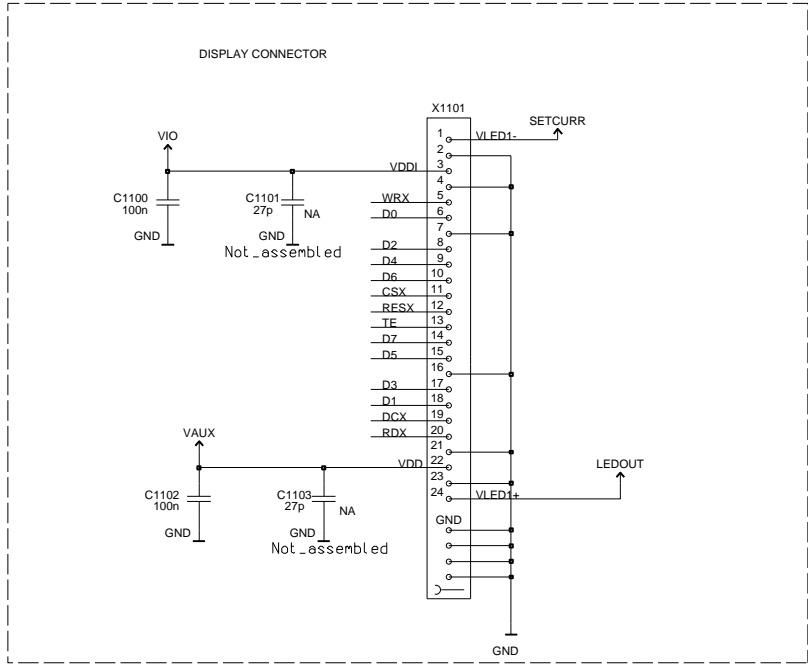 DISPLAY CONNECTOR
X1101
SETCURR
1
VLED1-
VIO
2
VDDI
3
4
C1100
100n
C1101
27p
NA
WRX
5
D0
6
GND
GND
7
Not_assembled
D2
8
D4
9
D6
10
CSX
11
RESX
12
TE
13
D7
14
D5
15
16
D3
17
D1
18
DCX
19
RDX
20
VAUX
21
VDD
22
LEDOUT
23
C1102
100n
C1103
27p
NA
24
VLED1+
GND
GND
GND
Not_assembled
GND